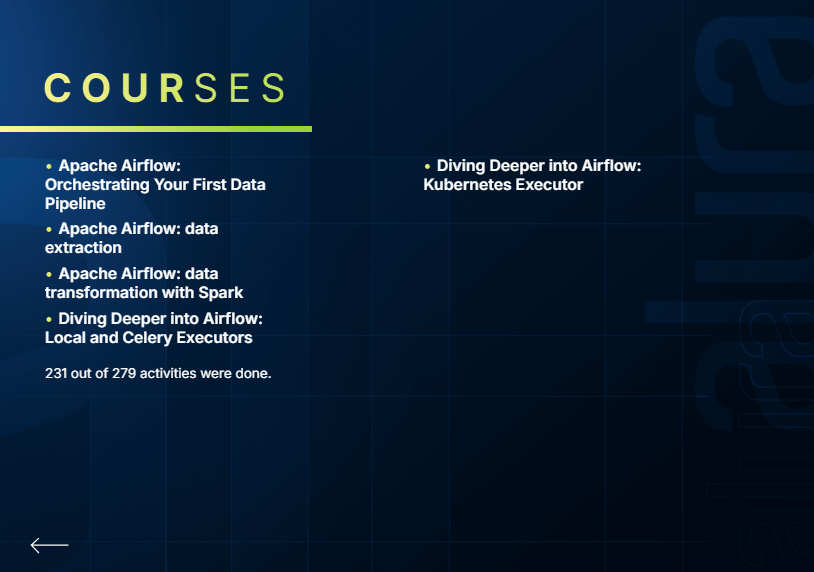 COURSES
• Apache Airflow:
Orchestrating Your First Data
Pipeline
• Apache Airflow: data
extraction
• Apache Airflow: data
transformation with Spark
• Diving Deeper into Airflow:
Local and Celery Executors
231 out of 279 activities were done.
• Diving Deeper into Airflow:
Kubernetes Executor
alura
alura